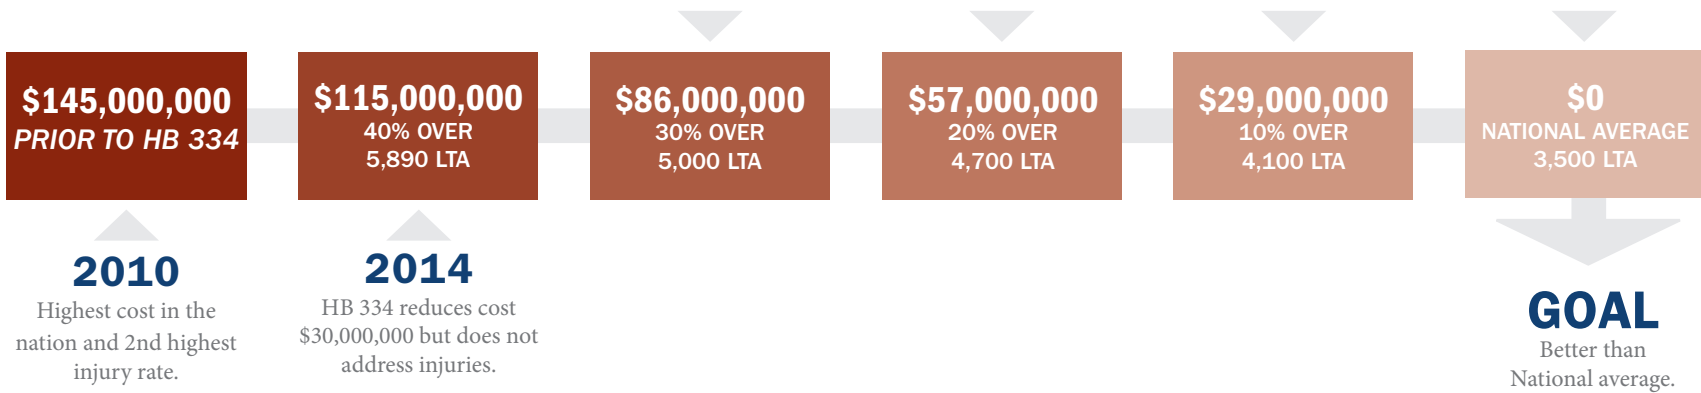 $145,000,000
PRIOR TO HB 334
$115,000,000
40% OVER
5,890 LTA
$86,000,000
30% OVER
5,000 LTA
$57,000,000
20% OVER
4,700 LTA
$29,000,000
10% OVER
4,100 LTA
$0
NATIONAL AVERAGE
3,500 LTA
2010
Highest cost in the
nation and 2nd highest
injury rate.
2014
HB 334 reduces cost
$30,000,000 but does not
address injuries.
GOAL
Better than
National average.